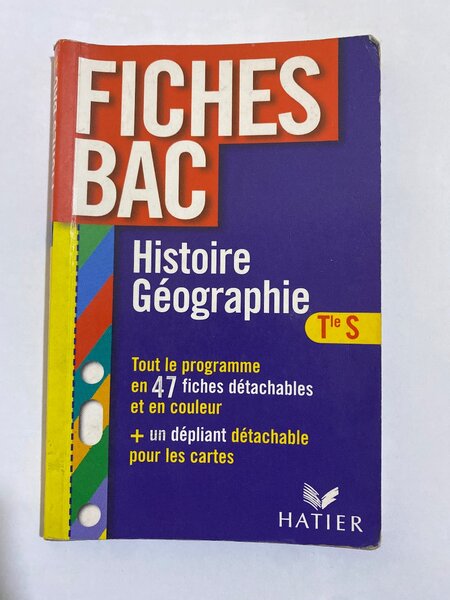 FICHES
BAC
Histoire
Géographie
Tle S
Tout le programme
en 47 fiches détachables
et en couleur
+ un dépliant détachable
pour les cartes
HATIER